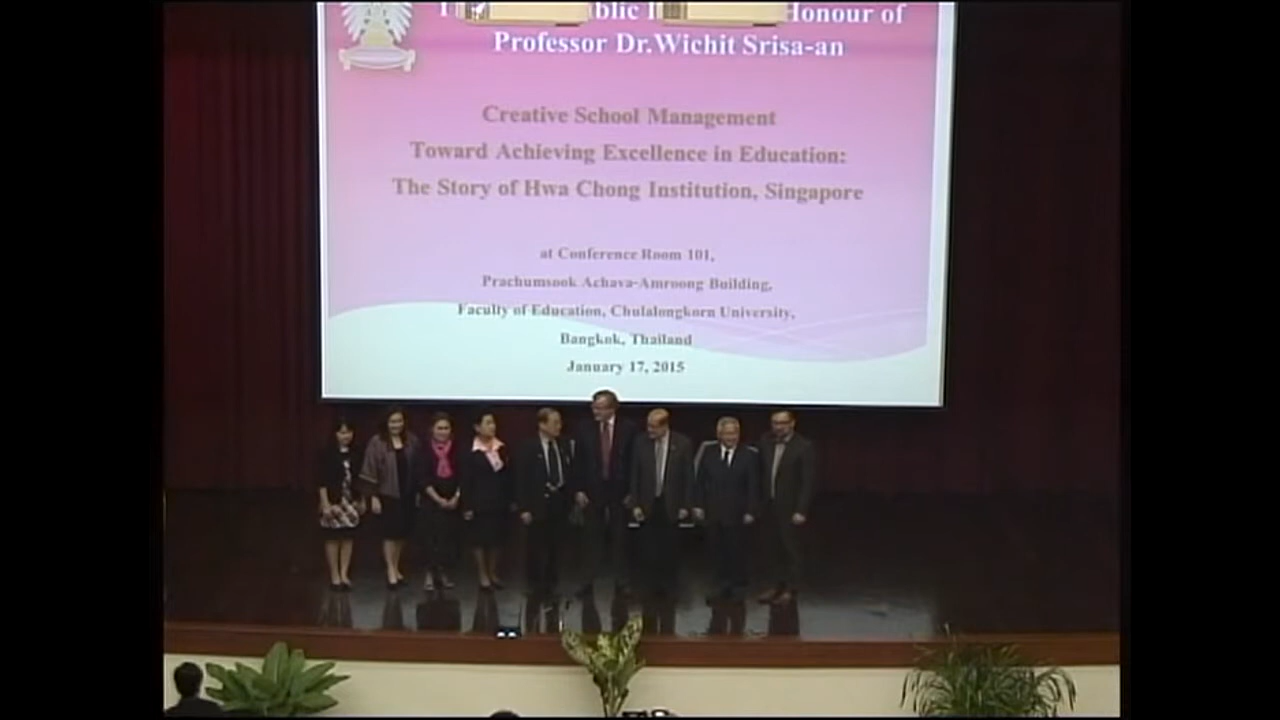 Honour of
Professor Dr.Wichit Srisa-an
Creative School Management
Toward Achieving Excellence in Education:
The Story of Hwa Chong Institution, Singapore
at Conference Room 101,
Prachumsook Achava-Amroong Building,
Faculty of Education, Chulalongkorn University,
Bangkok, Thailand
January 17, 2015